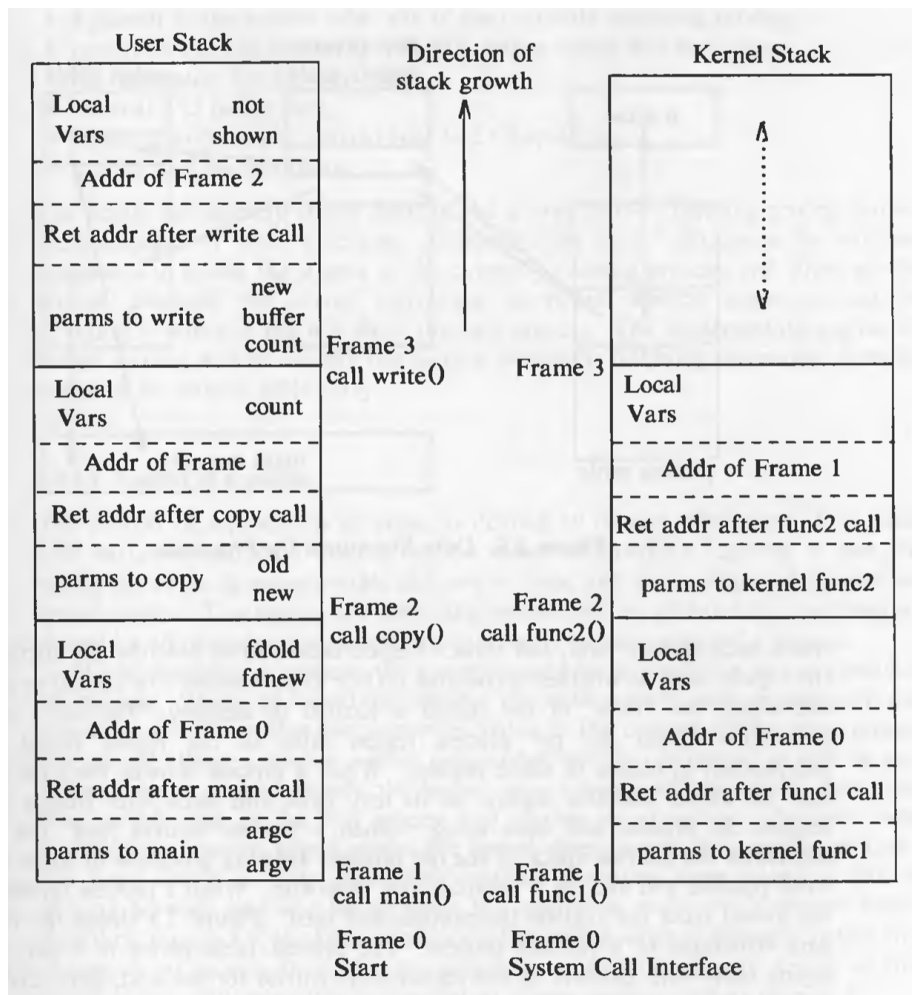 User Stack
Local not
Vars shown
Addr of Frame 2
Ret addr after write call
new
parms to write buffer
count
Local count
Vars
Addr of Frame 1
Ret addr after copy call
parms to copy old
new
Local fdold
Vars fdnew
Addr of Frame 0
Ret addr after main call
parms to main argc
argv
Direction of
stack growth
Frame 3
call write()
Frame 2
call copy()
Frame 1
call main()
Frame 0
Start
Kernel Stack
Frame 3
Local
Vars
Addr of Frame 1
Ret addr after func2 call
parms to kernel func2
Frame 2
call func2()
Local
Vars
Addr of Frame 0
Ret addr after func1 call
parms to kernel func1
Frame 1
call func1()
Frame 0
System Call Interface